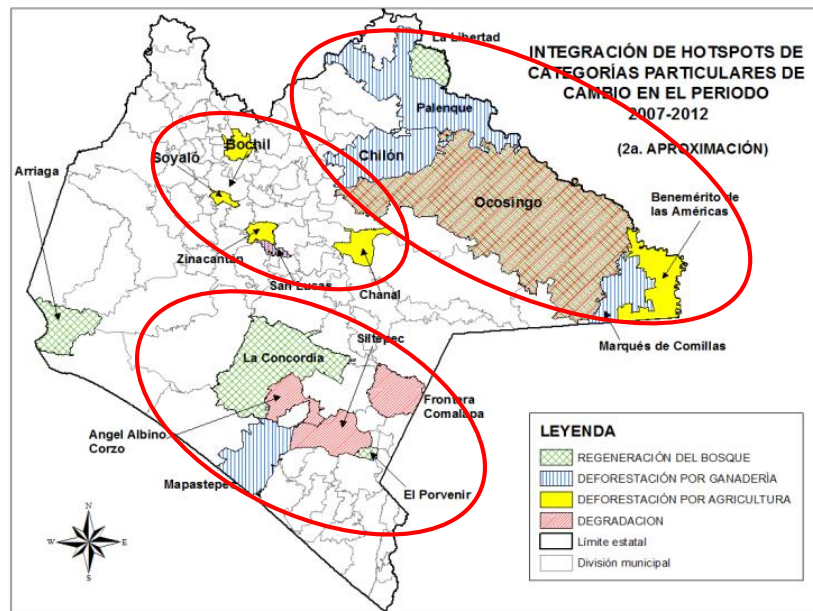 INTEGRACIÓN DE HOTSPOTS DE
CATEGORÍAS PARTICULARES DE
CAMBIO EN EL PERIODO
2007-2012
(2a. APROXIMACIÓN)
La Libertad
Palenque
Chilón
Ocosingo
Benemérito de
las Américas
Marqués de Comillas
Bochil
Soyaló
Arriaga
Zinacantán
San Lucas
Chanal
Siltepec
La Concordia
Frontera
Comalapa
Angel Albino
Corzo
Mapastepec
El Porvenir
LEYENDA
REGENERACIÓN DEL BOSQUE
DEFORESTACIÓN POR GANADERÌA
DEFORESTACIÓN POR AGRICULTURA
DEGRADACION
Límite estatal
División municipal
N
W
E
S